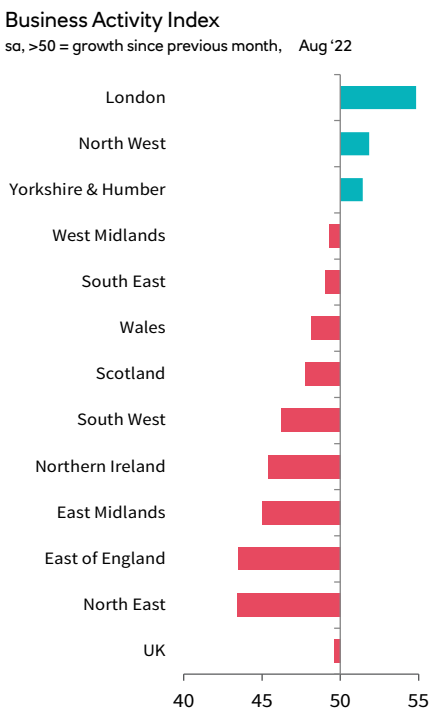 Business Activity Index
sa, >50 = growth since previous month, Aug ‘22
London
North West
Yorkshire & Humber
West Midlands
South East
Wales
Scotland
South West
Northern Ireland
East Midlands
East of England
North East
UK
40 45 50 55